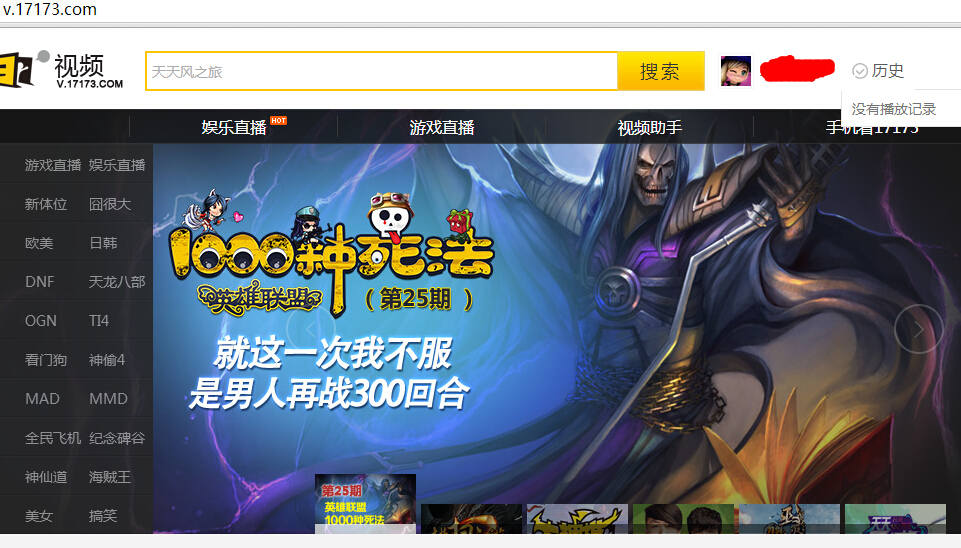 v.17173.com
视频
V.17173.COM
天天风之旅
搜索
历史
没有播放记录
娱乐直播 HOT
游戏直播
视频助手
手机看17173
游戏直播 娱乐直播
新体位 囧很大
欧美 日韩
DNF 天龙八部
OGN TI4
看门狗 神偷4
MAD MMD
全民飞机 纪念碑谷
神仙道 海贼王
美女 搞笑
1000种死法
英雄联盟 (第25期)
就这一次我不服
是男人再战300回合
第25期
英雄联盟
1000种死法